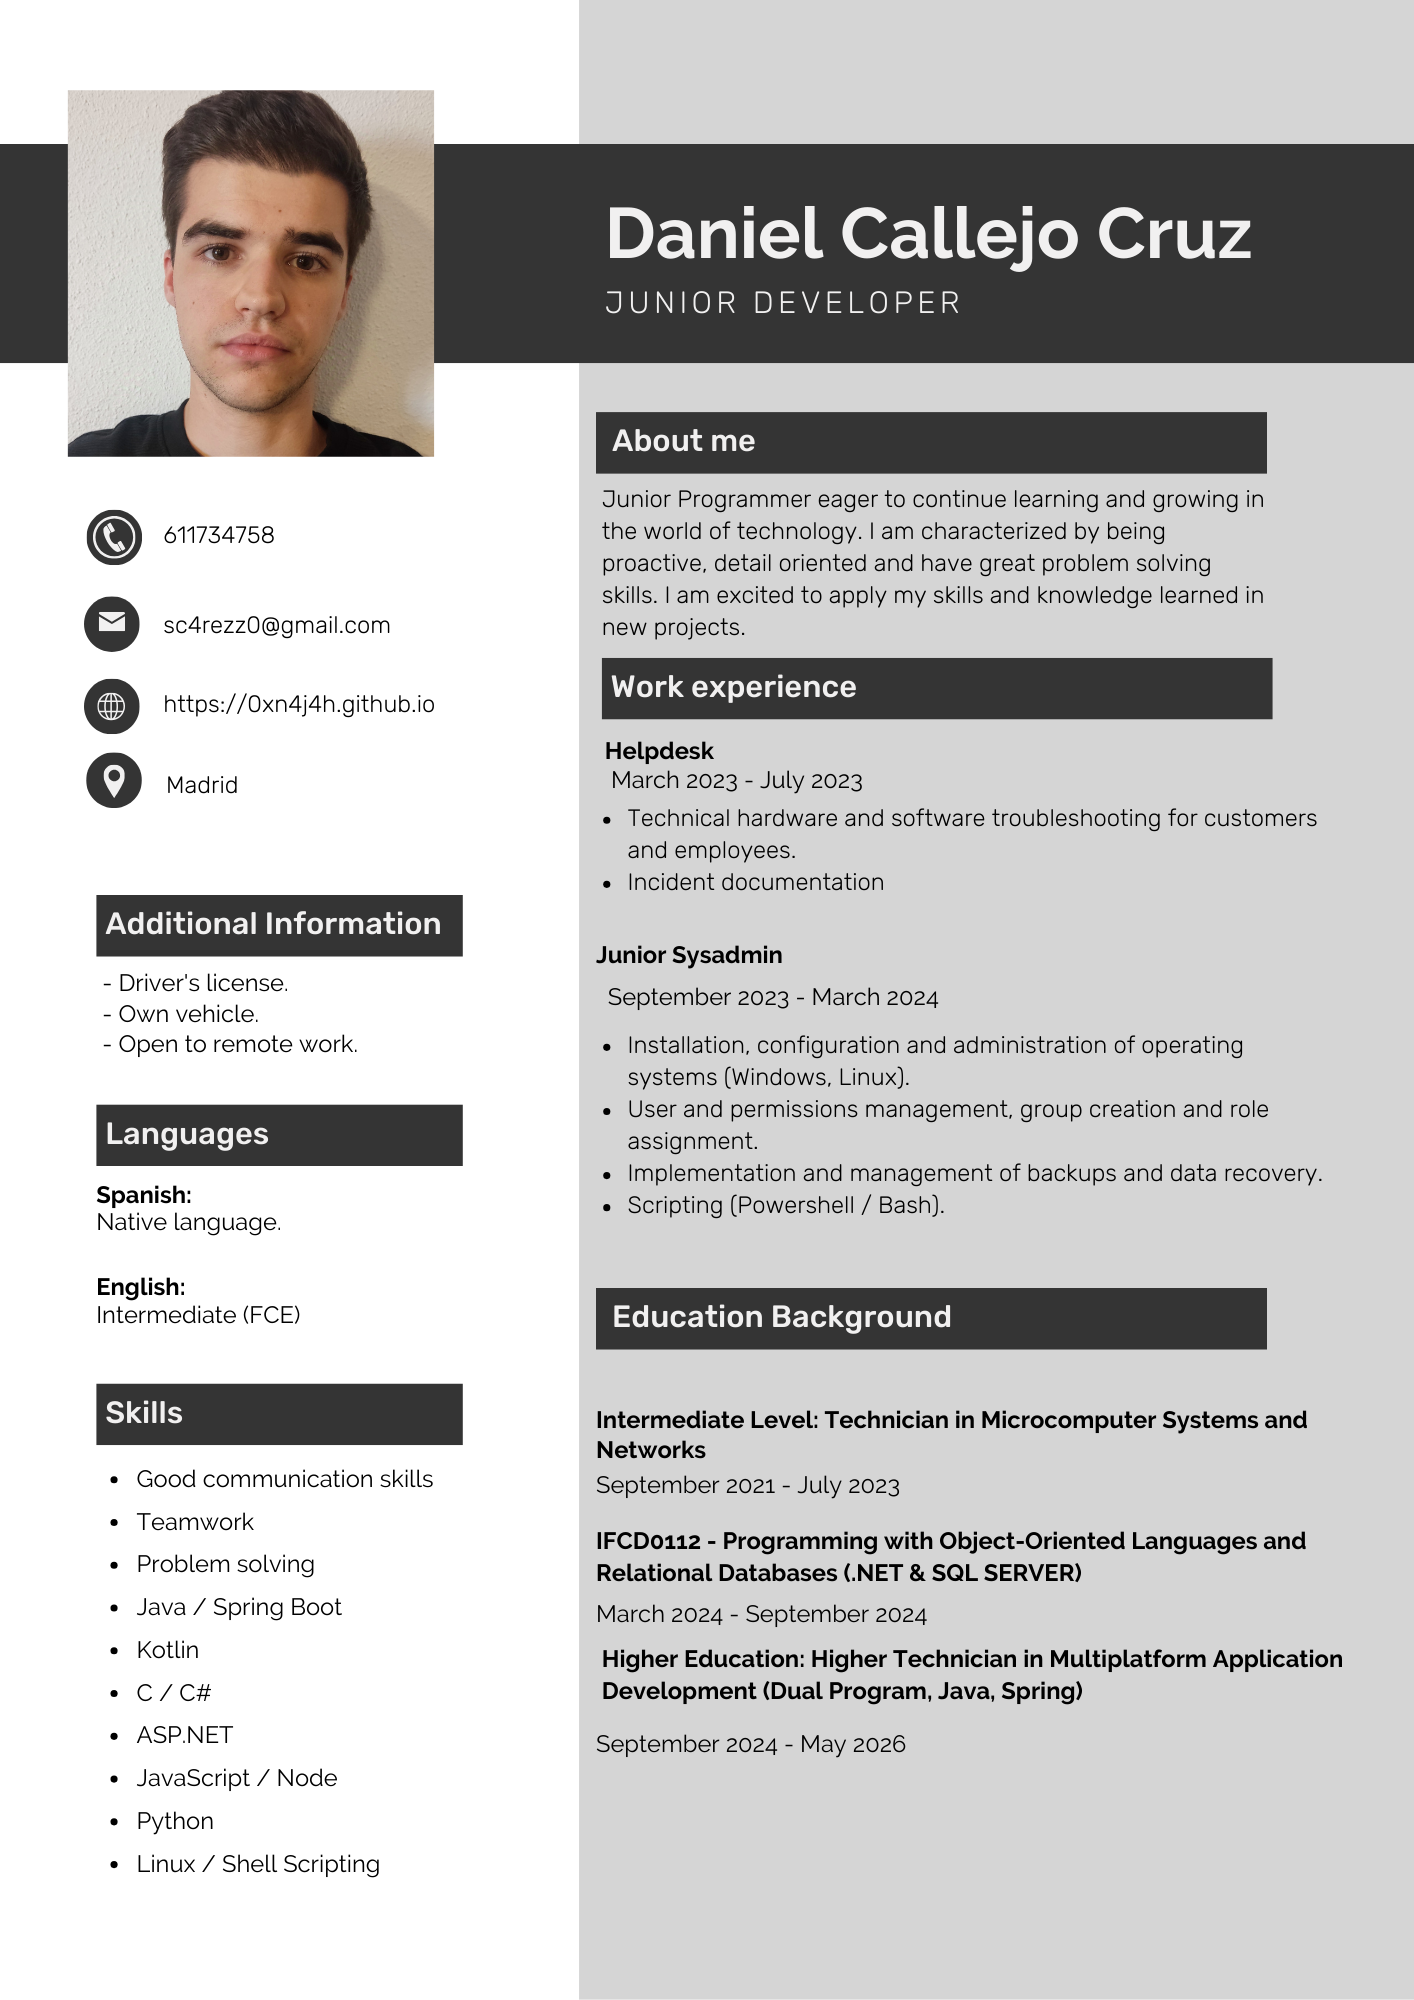 Daniel Callejo Cruz
JUNIOR DEVELOPER
611734758
sc4rezz0@gmail.com
https://0xn4j4h.github.io
Madrid
Additional Information
- Driver's license.
- Own vehicle.
- Open to remote work.
Languages
Spanish:
Native language.
English:
Intermediate (FCE)
Skills
• Good communication skills
• Teamwork
• Problem solving
• Java / Spring Boot
• Kotlin
• C / C#
• ASP.NET
• JavaScript / Node
• Python
• Linux / Shell Scripting
About me
Junior Programmer eager to continue learning and growing in
the world of technology. I am characterized by being
proactive, detail oriented and have great problem solving
skills. I am excited to apply my skills and knowledge learned in
new projects.
Work experience
Helpdesk
March 2023 - July 2023
• Technical hardware and software troubleshooting for customers
and employees.
• Incident documentation
Junior Sysadmin
September 2023 - March 2024
• Installation, configuration and administration of operating
systems (Windows, Linux).
• User and permissions management, group creation and role
assignment.
• Implementation and management of backups and data recovery.
• Scripting (Powershell / Bash).
Education Background
Intermediate Level: Technician in Microcomputer Systems and
Networks
September 2021 - July 2023
IFCD0112 - Programming with Object-Oriented Languages and
Relational Databases (.NET & SQL SERVER)
March 2024 - September 2024
Higher Education: Higher Technician in Multiplatform Application
Development (Dual Program, Java, Spring)
September 2024 - May 2026